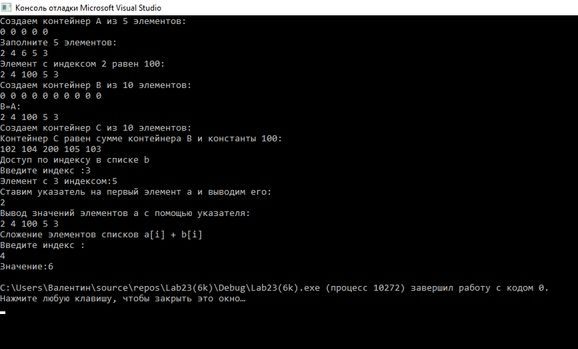 Консоль отладки Microsoft Visual Studio
Создаем контейнер A из 5 элементов:
0 0 0 0 0
Заполните 5 элементов:
2 4 6 5 3
Элемент с индексом 2 равен 100:
2 4 100 5 3
Создаем контейнер B из 10 элементов:
0 0 0 0 0 0 0 0 0 0
B=A:
2 4 100 5 3
Создаем контейнер C из 10 элементов:
Контейнер C равен сумме контейнера B и константы 100:
102 104 200 105 103
Доступ по индексу в списке b
Введите индекс :3
Элемент с 3 индексом:5
Ставим указатель на первый элемент a и выводим его:
2
Вывод значений элементов a с помощью указателя:
2 4 100 5 3
Сложение элементов списков a[i] + b[i]
Введите индекс :
4
Значение:6
C:\Users\Валентин\source\repos\Lab23(6k)\Debug\Lab23(6k).exe (процесс 10272) завершил работу с кодом 0.
Нажмите любую клавишу, чтобы закрыть это окно…